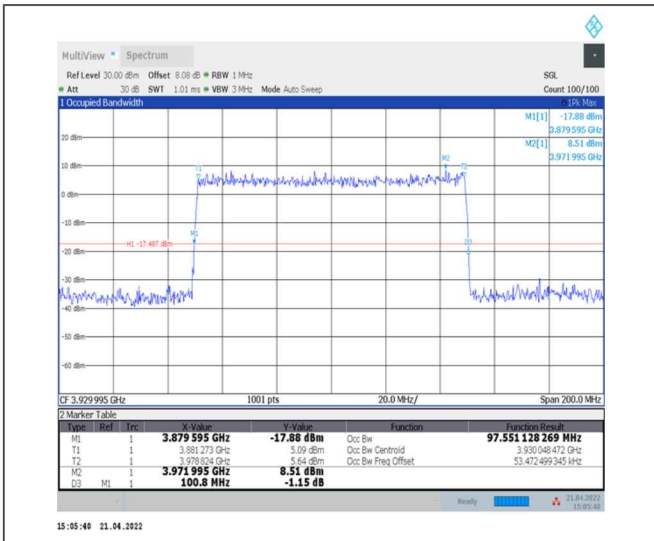 MultiView Spectrum
Ref Level 30.00 dBm Offset 8.08 dB RBW 1 MHz SGL
Att 30 dB SWT 1.01 ms VBW 3 MHz Mode Auto Sweep Count 100/100
1 Occupied Bandwidth 1Pk Max
M1[1] -17.88 dBm
3.879595 GHz
M2[1] 8.51 dBm
3.971995 GHz
20 dBm
10 dBm
T1
M2
T2
0 dBm
-10 dBm
M1
H1 -17.487 dBm
D3
-20 dBm
-30 dBm
-40 dBm
-50 dBm
-60 dBm
CF 3.929995 GHz 1001 pts 20.0 MHz/ Span 200.0 MHz
2 Marker Table
Type Ref Trc X-Value Y-Value Function Function Result
M1 1 3.879 595 GHz -17.88 dBm Occ Bw 97.551 128 269 MHz
T1 1 3.881 273 GHz 5.09 dBm Occ Bw Centroid 3.930 048 472 GHz
T2 1 3.978 824 GHz 5.64 dBm Occ Bw Freq Offset 53.472 499 345 kHz
M2 1 3.971 995 GHz 8.51 dBm
D3 M1 1 100.8 MHz -1.15 dB
Ready 21.04.2022
15:05:40
15:05:40 21.04.2022